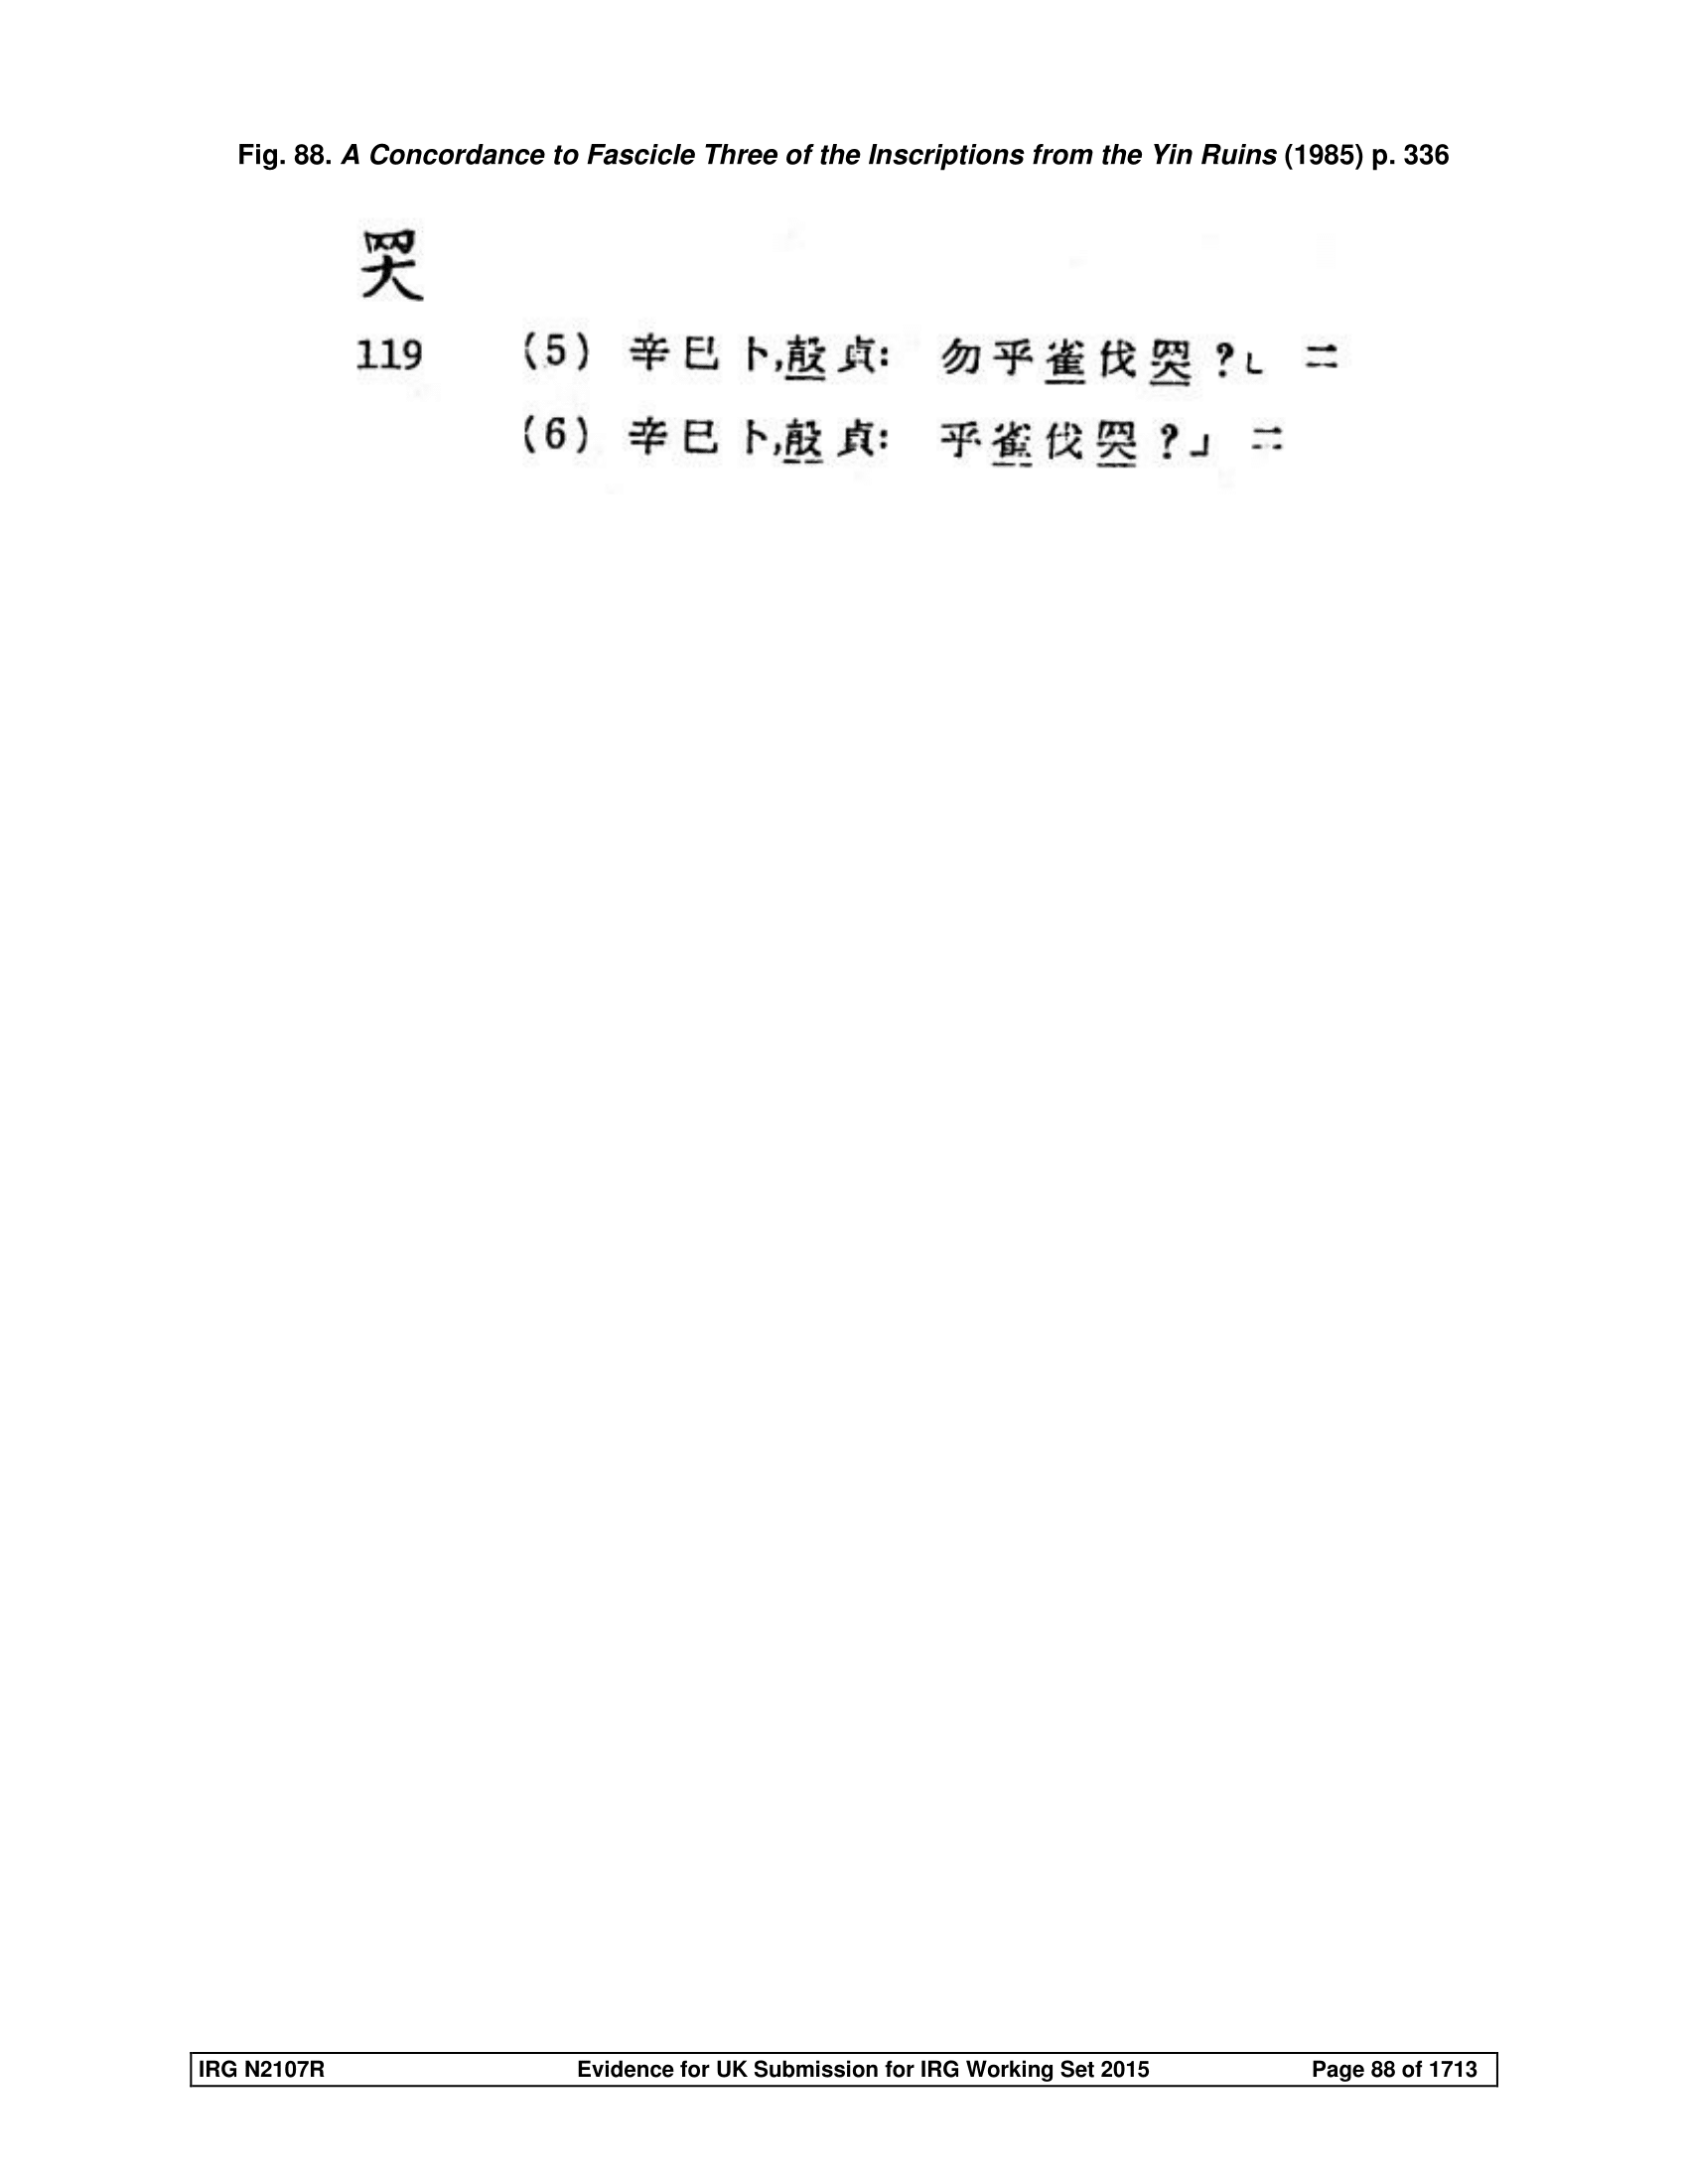 Fig. 88. A Concordance to Fascicle Three of the Inscriptions from the Yin Ruins (1985) p. 336
119 (5) 辛巳卜,㱿貞: 勿乎雀伐?∟ 二
(6) 辛巳卜,㱿貞: 乎雀伐?」 二
IRG N2107R Evidence for UK Submission for IRG Working Set 2015 Page 88 of 1713